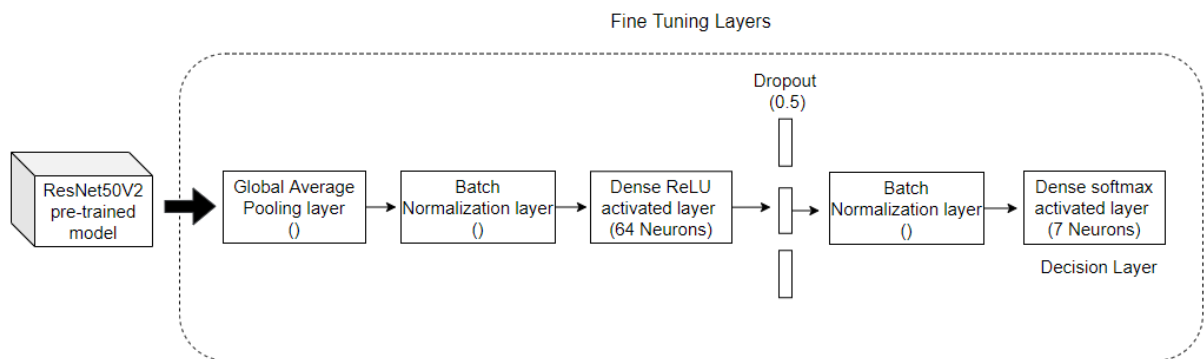 Fine Tuning Layers
Dropout
(0.5)
ResNet50V2
pre-trained
model
Global Average
Pooling layer
()
Batch
Normalization layer
()
Dense ReLU
activated layer
(64 Neurons)
Batch
Normalization layer
()
Dense softmax
activated layer
(7 Neurons)
Decision Layer